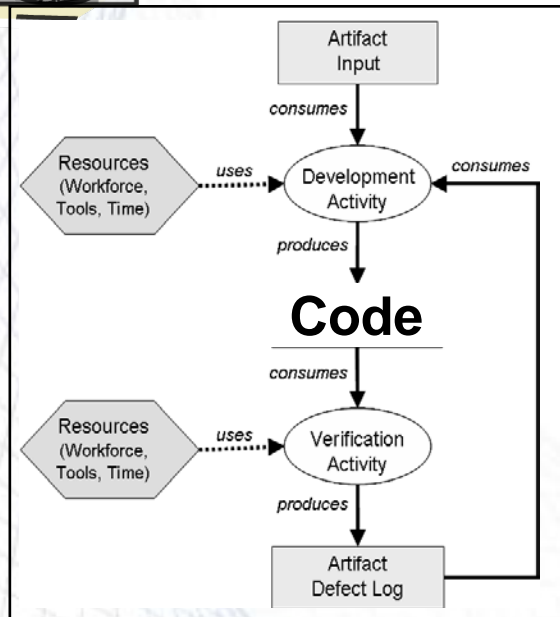 Artifact
Input
consumes
Resources
(Workforce,
Tools, Time)
uses
Development
Activity
consumes
produces
Code
consumes
Resources
(Workforce,
Tools, Time)
uses
Verification
Activity
produces
Artifact
Defect Log